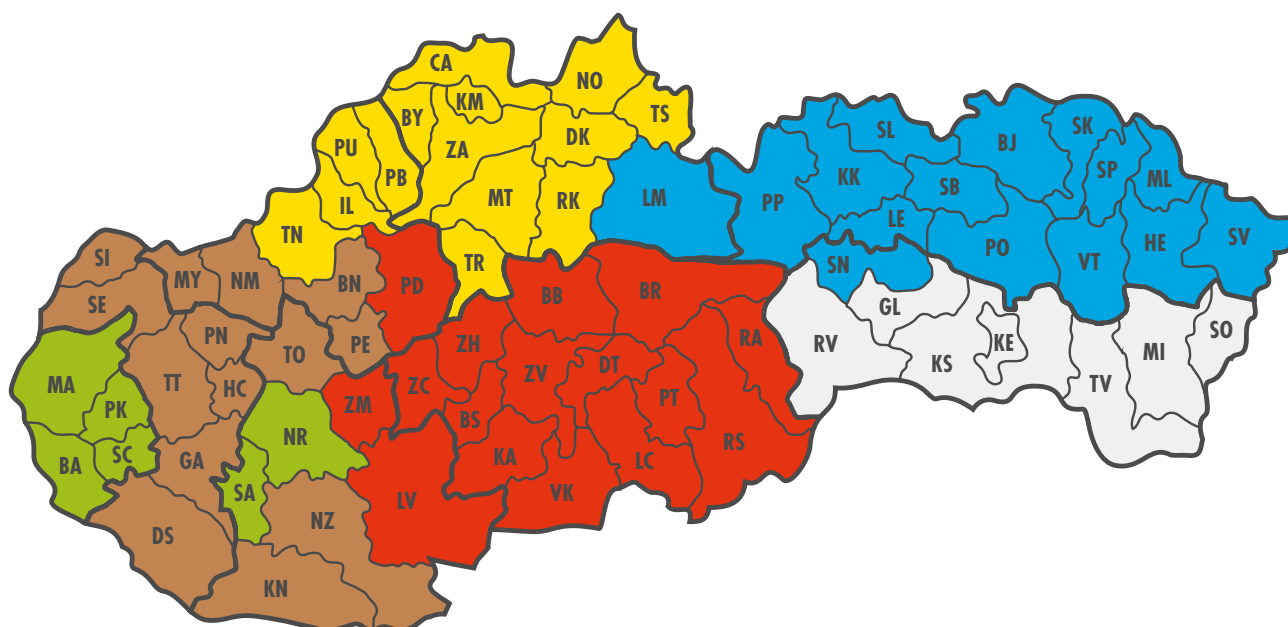 CA
NO
KM
TS
BY
DK
PU
ZA
PB
IL
MT
RK
LM
TN
TR
SL
BJ
SK
KK
SP
ML
SB
PP
LE
PO
HE
SV
VT
SN
SI
MY
NM
BN
PD
BB
BR
SE
GL
SO
PN
PE
TO
ZH
RA
RV
KS
KE
MI
TV
MA
TT
HC
ZM
ZC
ZV
DT
PK
PT
BS
NR
BA
SC
GA
KA
LC
RS
SA
LV
VK
DS
NZ
KN